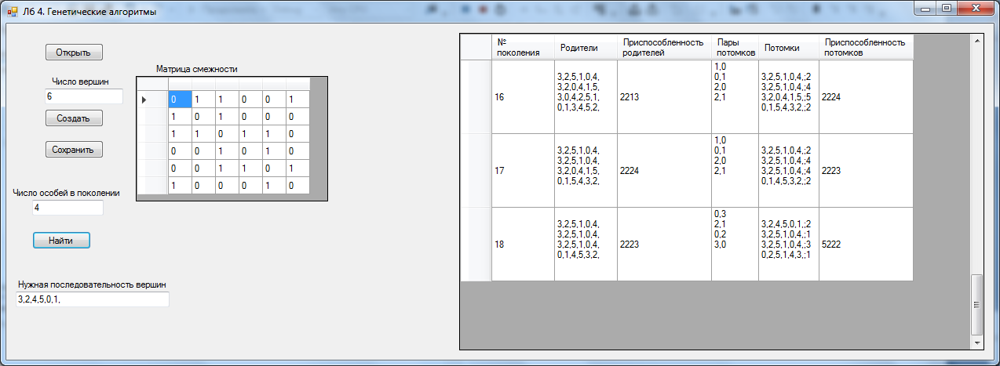 Лб 4. Генетические алгоритмы
Открыть
Число вершин
6
Создать
Сохранить
Число особей в поколении
4
Найти
Нужная последовательность вершин
3,2,4,5,0,1,
Матрица смежности
0 1 1 0 0 1
1 0 1 0 0 0
1 1 0 1 1 0
0 0 1 0 1 0
0 0 1 1 0 1
1 0 0 0 1 0
№ поколения
Родители
Приспособленность родителей
Пары потомков
Потомки
Приспособленность потомков
16
3,2,5,1,0,4,
3,2,0,4,1,5,
3,0,4,2,5,1,
0,1,3,4,5,2,
2213
1,0
0,1
2,0
2,1
3,2,5,1,0,4,;2
3,2,5,1,0,4,;4
3,2,0,4,1,5,;5
0,1,5,4,3,2,;2
2224
17
3,2,5,1,0,4,
3,2,5,1,0,4,
3,2,0,4,1,5,
0,1,5,4,3,2,
2224
1,0
0,1
2,0
2,1
3,2,5,1,0,4,;2
3,2,5,1,0,4,;4
3,2,5,1,0,4,;4
0,1,4,5,3,2,;2
2223
18
3,2,5,1,0,4,
3,2,5,1,0,4,
3,2,5,1,0,4,
0,1,4,5,3,2,
2223
0,3
2,1
0,2
3,0
3,2,4,5,0,1,;2
3,2,5,1,0,4,;1
3,2,5,1,0,4,;3
0,2,5,1,4,3,;1
5222